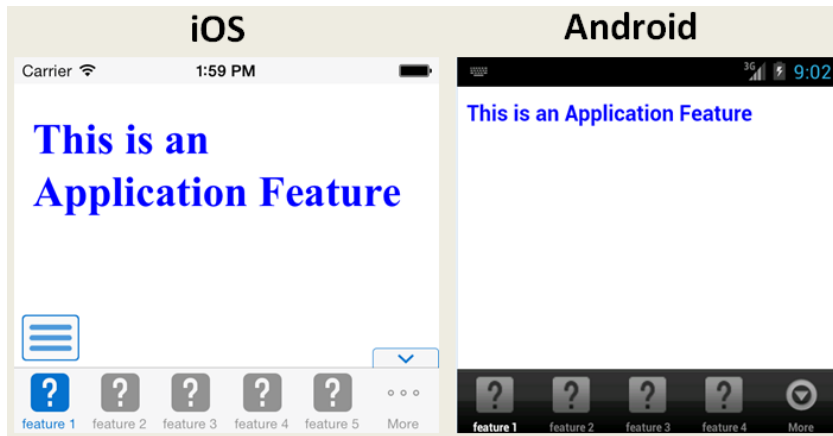 iOS
Android
Carrier 1:59 PM
3G 9:02
This is an
Application Feature
This is an Application Feature
? ? ? ? ?
feature 1 feature 2 feature 3 feature 4 feature 5 More
? ? ? ?
feature 1 feature 2 feature 3 feature 4 More